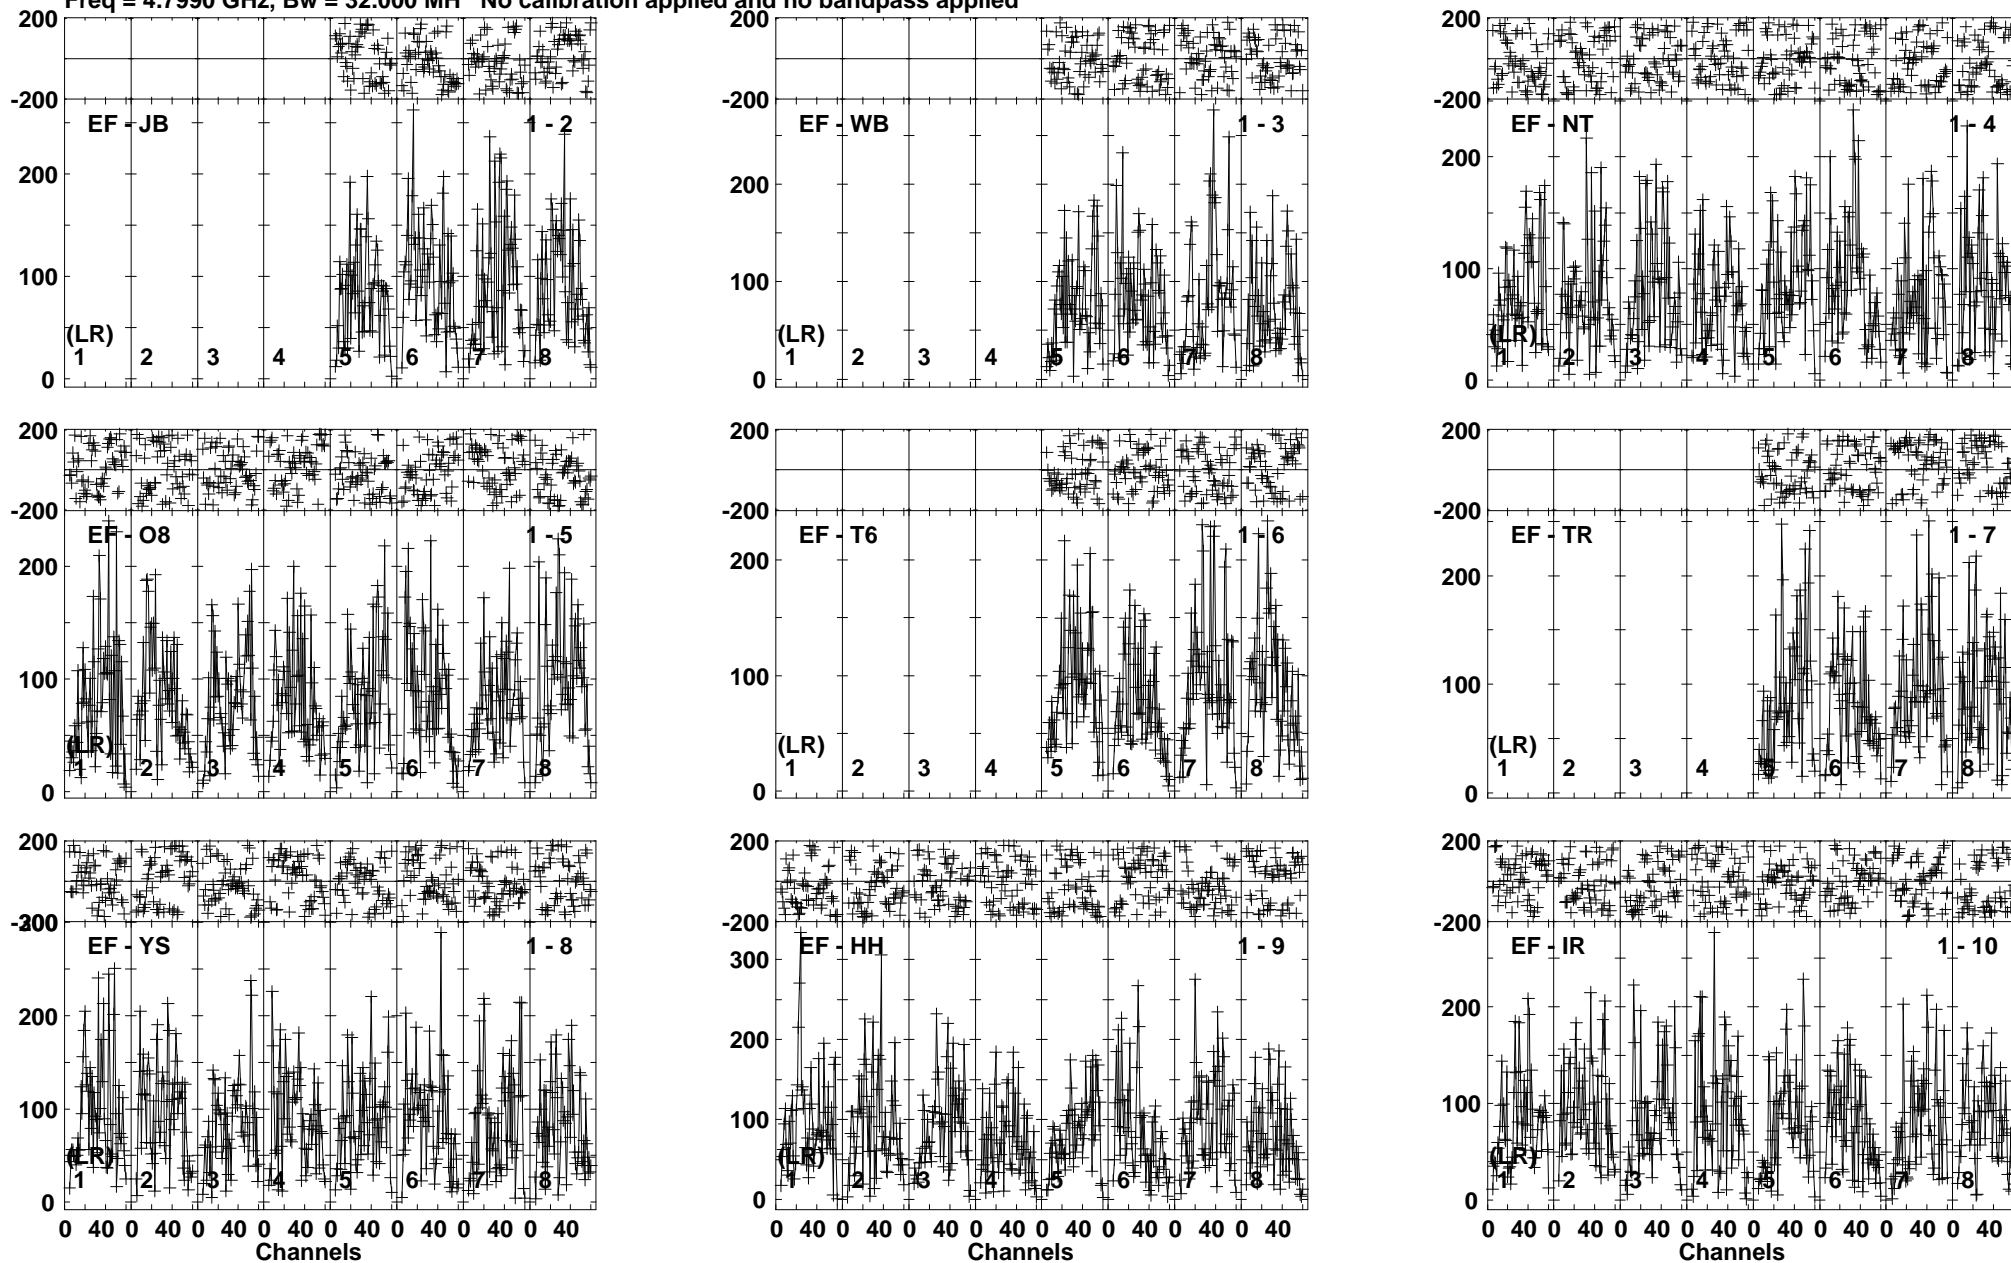 Freq = 4.7990 GHz, Bw = 32.000 MH No calibration applied and no bandpass applied
200 200 200
-200 -200 -200
EF - JB 1 - 2 EF - WB 1 - 3 EF - NT 1 - 4
200 200 200
100 100 100
(LR) (LR) (LR)
1 2 3 4 5 6 7 8 1 2 3 4 5 6 7 8 1 2 3 4 5 6 7 8
0 0 0
200 200 200
-200 -200 -200
EF - O8 1 - 5 EF - T6 1 - 6 EF - TR 1 - 7
200 200 200
100 100 100
(LR) (LR) (LR)
1 2 3 4 5 6 7 8 1 2 3 4 5 6 7 8 1 2 3 4 5 6 7 8
0 0 0
200 200 200
-200 -200 -200
300
EF - YS 1 - 8 EF - HH 1 - 9 EF - IR 1 - 10
300
200 200 200
100 100 100
(LR) (LR) (LR)
1 2 3 4 5 6 7 8 1 2 3 4 5 6 7 8 1 2 3 4 5 6 7 8
0 0 0
0 40 0 40 0 40 0 40 0 40 0 40 0 40 0 40 0 40 0 40 0 40 0 40 0 40 0 40 0 40 0 40 0 40 0 40 0 40 0 40 0 40 0 40 0 40 0 40
Channels Channels Channels